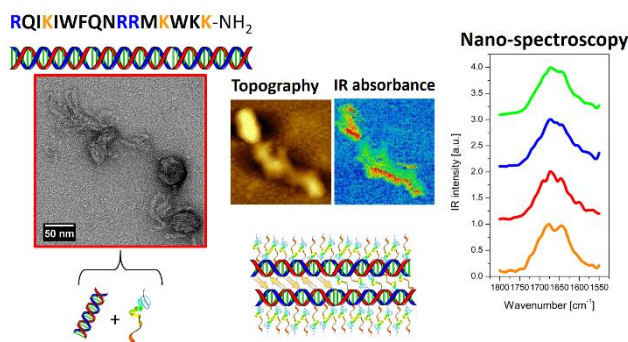 RQIKIWFQNRRMKWKK-NH2
Nano-spectroscopy
Topography IR absorbance
50 nm
+
IR intensity [a.u.]
4.0
3.5
3.0
2.5
2.0
1.5
1.0
0.5
0.0
1800 1750 1700 1650 1600 1550
Wavenumber [cm-1]